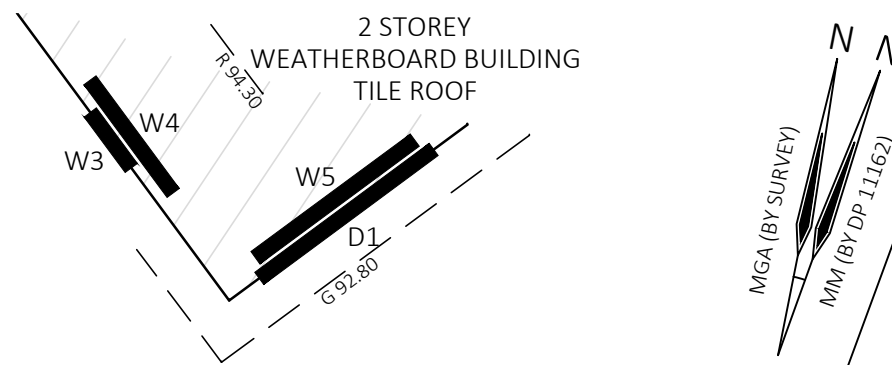 2 STOREY
WEATHERBOARD BUILDING
TILE ROOF
R 94.30
W4
W3
W5
D1
G 92.80
N
MGA (BY SURVEY)
MM (BY DP 11162)